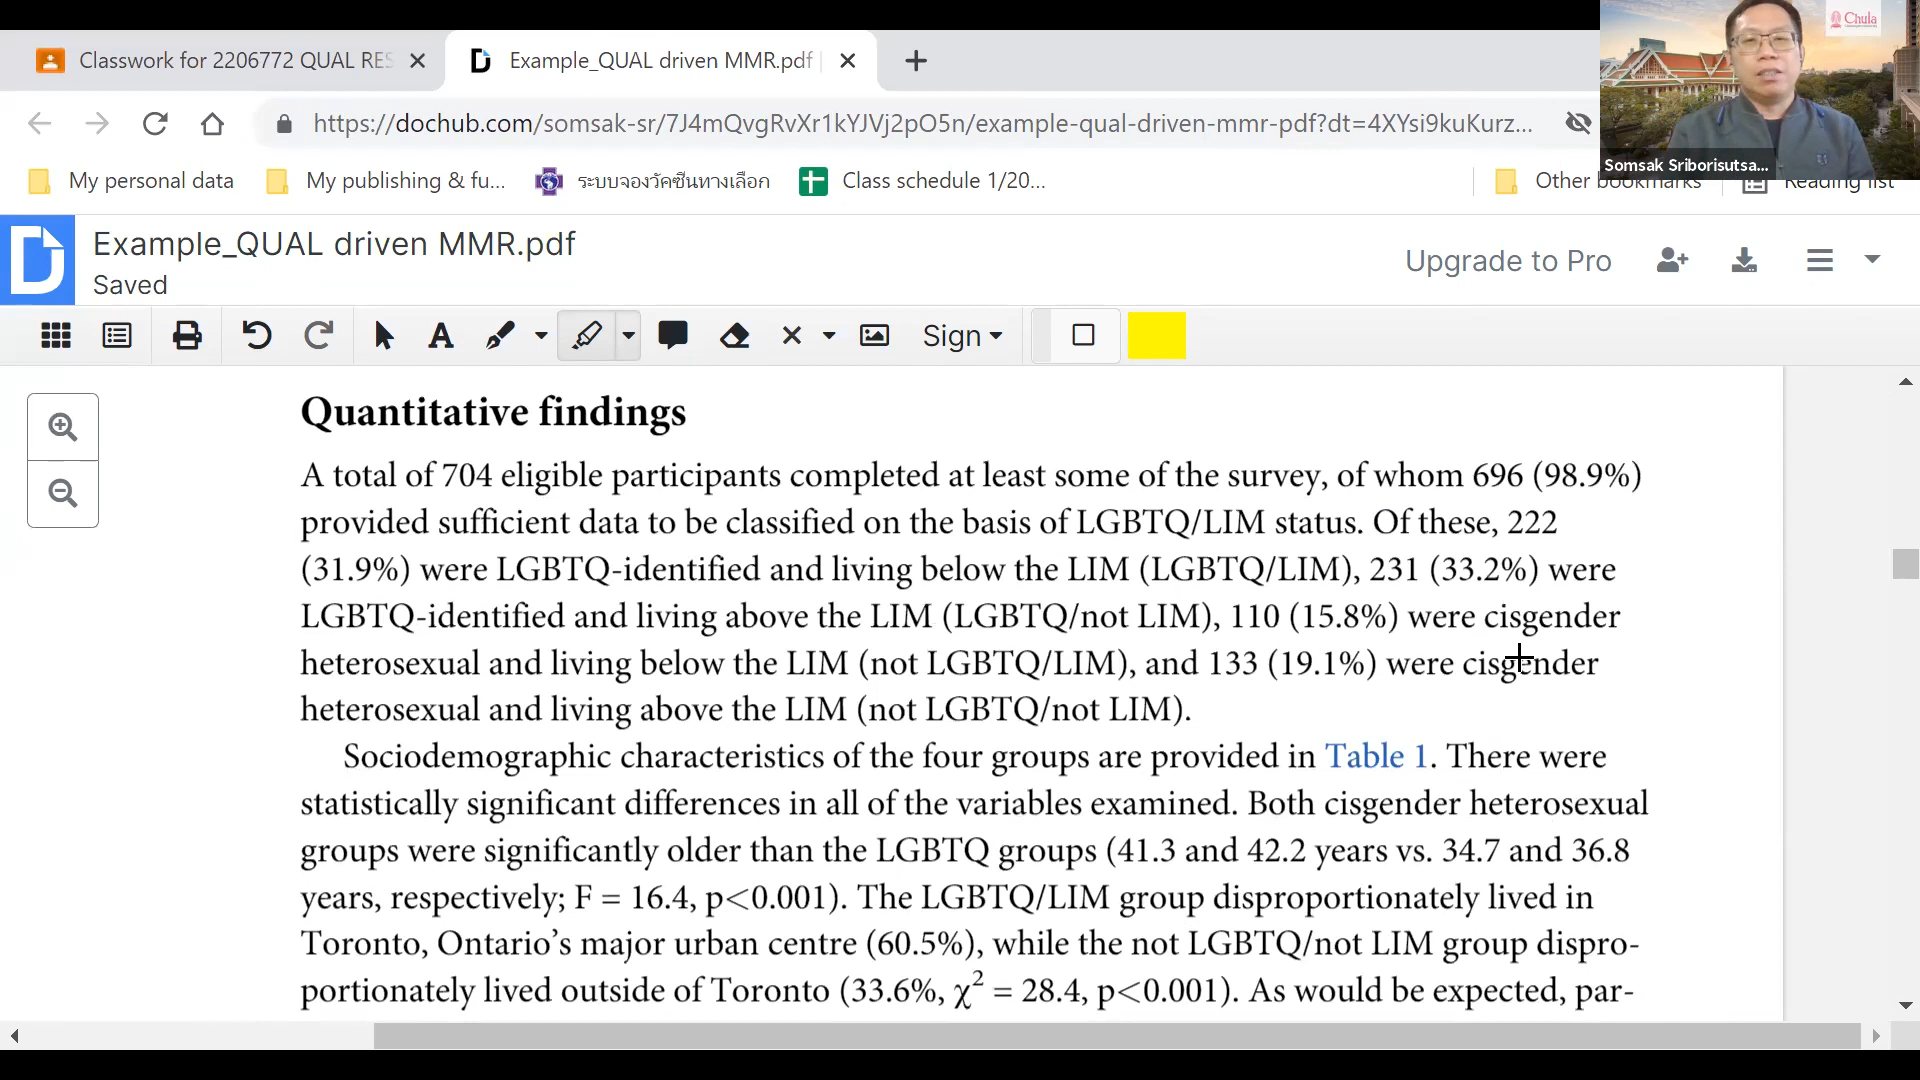 Classwork for 2206772 QUAL RES
Example_QUAL driven MMR.pdf
Chula
https://dochub.com/somsak-sr/7J4mQvgRvXr1kYJVj2pO5n/example-qual-driven-mmr-pdf?dt=4XYsi9kuKurz...
Somsak Sriborisutsa...
My personal data
My publishing & fu...
ระบบจองวัคซีนทางเลือก
Class schedule 1/20...
Other bookmarks
Reading list
Example_QUAL driven MMR.pdf
Saved
Upgrade to Pro
Sign
Quantitative findings
A total of 704 eligible participants completed at least some of the survey, of whom 696 (98.9%)
provided sufficient data to be classified on the basis of LGBTQ/LIM status. Of these, 222
(31.9%) were LGBTQ-identified and living below the LIM (LGBTQ/LIM), 231 (33.2%) were
LGBTQ-identified and living above the LIM (LGBTQ/not LIM), 110 (15.8%) were cisgender
heterosexual and living below the LIM (not LGBTQ/LIM), and 133 (19.1%) were cisgender
heterosexual and living above the LIM (not LGBTQ/not LIM).
Sociodemographic characteristics of the four groups are provided in Table 1. There were
statistically significant differences in all of the variables examined. Both cisgender heterosexual
groups were significantly older than the LGBTQ groups (41.3 and 42.2 years vs. 34.7 and 36.8
years, respectively; F = 16.4, p<0.001). The LGBTQ/LIM group disproportionately lived in
Toronto, Ontario's major urban centre (60.5%), while the not LGBTQ/not LIM group dispro-
portionately lived outside of Toronto (33.6%, χ² = 28.4, p<0.001). As would be expected, par-